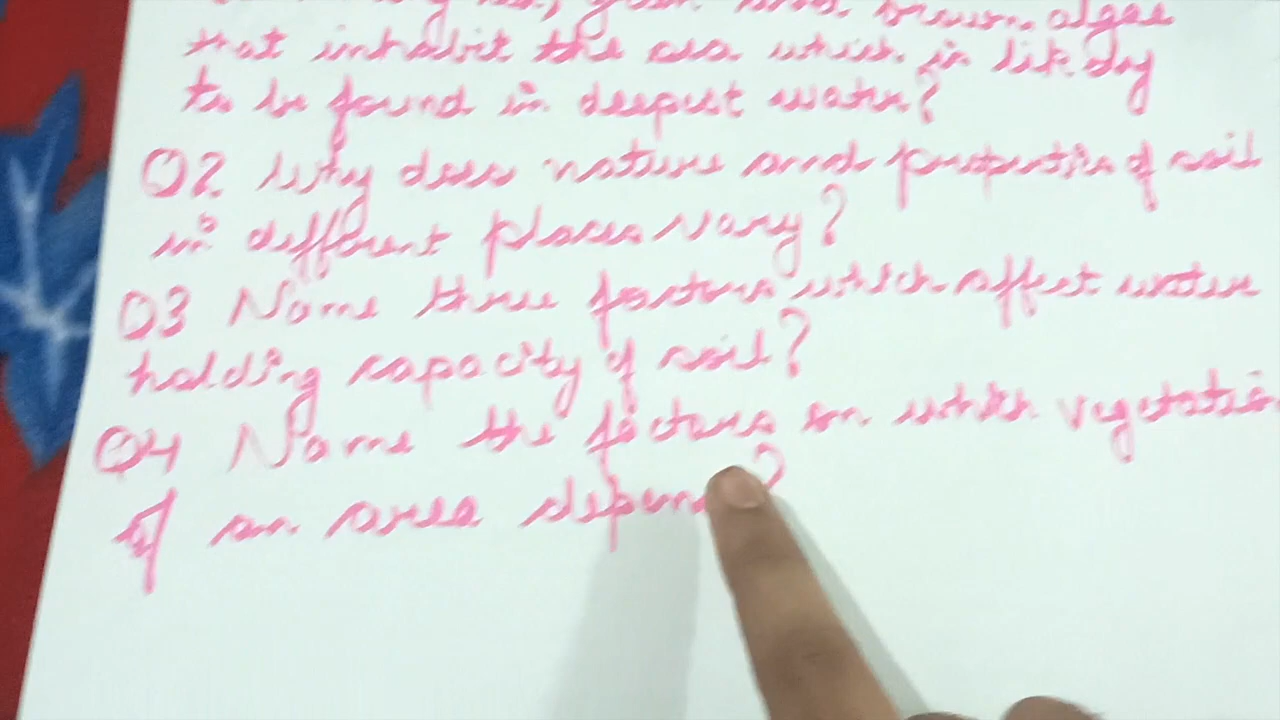 brown algae
that inhabit the sea which is likely
to be found in deepest water?
Q2 Why does nature and properties of soil
in different places vary?
Q3 Name three factors which affect water
holding capacity of soil?
Q4 Name the factors on which vegetation
of an area depend?